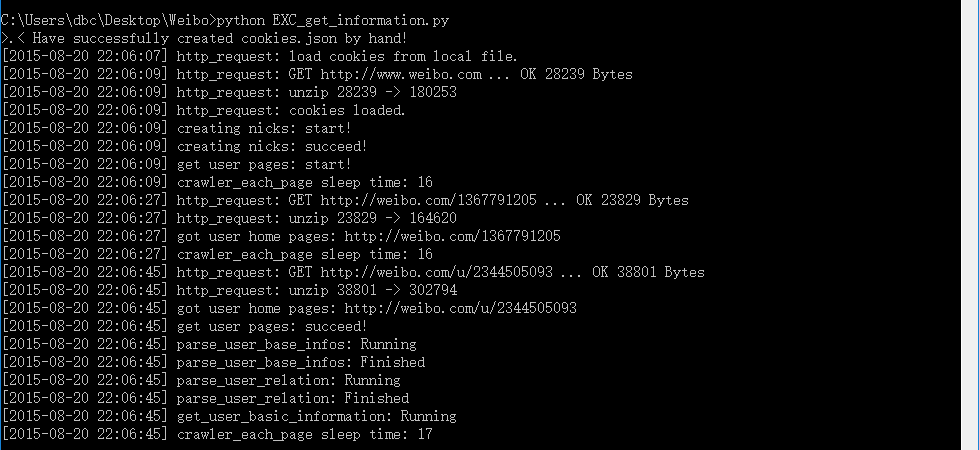 C:\Users\dbc\Desktop\Weibo>python EXC_get_information.py
>.< Have successfully created cookies.json by hand!
[2015-08-20 22:06:07] http_request: load cookies from local file.
[2015-08-20 22:06:09] http_request: GET http://www.weibo.com ... OK 28239 Bytes
[2015-08-20 22:06:09] http_request: unzip 28239 -> 180253
[2015-08-20 22:06:09] http_request: cookies loaded.
[2015-08-20 22:06:09] creating nicks: start!
[2015-08-20 22:06:09] creating nicks: succeed!
[2015-08-20 22:06:09] get user pages: start!
[2015-08-20 22:06:09] crawler_each_page sleep time: 16
[2015-08-20 22:06:27] http_request: GET http://weibo.com/1367791205 ... OK 23829 Bytes
[2015-08-20 22:06:27] http_request: unzip 23829 -> 164620
[2015-08-20 22:06:27] got user home pages: http://weibo.com/1367791205
[2015-08-20 22:06:27] crawler_each_page sleep time: 16
[2015-08-20 22:06:45] http_request: GET http://weibo.com/u/2344505093 ... OK 38801 Bytes
[2015-08-20 22:06:45] http_request: unzip 38801 -> 302794
[2015-08-20 22:06:45] got user home pages: http://weibo.com/u/2344505093
[2015-08-20 22:06:45] get user pages: succeed!
[2015-08-20 22:06:45] parse_user_base_infos: Running
[2015-08-20 22:06:45] parse_user_base_infos: Finished
[2015-08-20 22:06:45] parse_user_relation: Running
[2015-08-20 22:06:45] parse_user_relation: Finished
[2015-08-20 22:06:45] get_user_basic_information: Running
[2015-08-20 22:06:45] crawler_each_page sleep time: 17